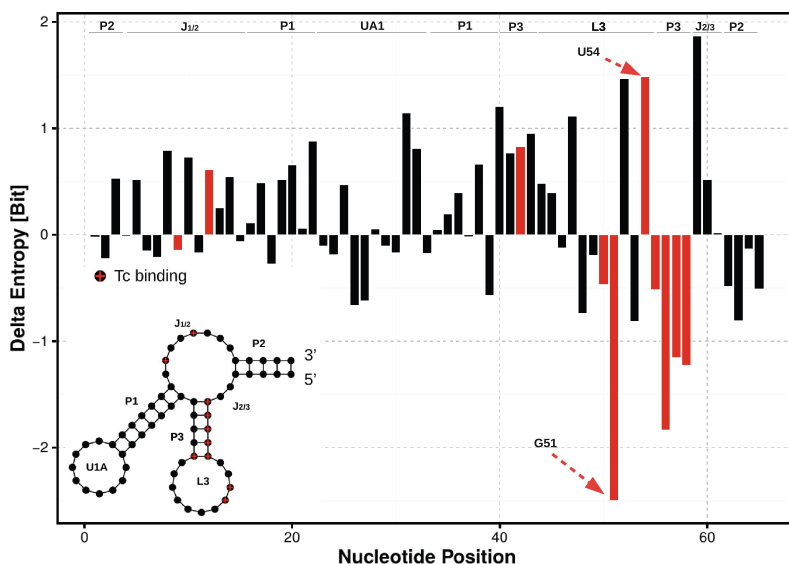 P2 J1/2 P1 UA1 P1 P3 L3 P3 J2/3 P2
2
U54
1
0
Delta Entropy [Bit]
Tc binding
−1
J1/2
P2
3’
5’
P1
J2/3
P3
−2
G51
U1A
L3
0 20 40 60
Nucleotide Position